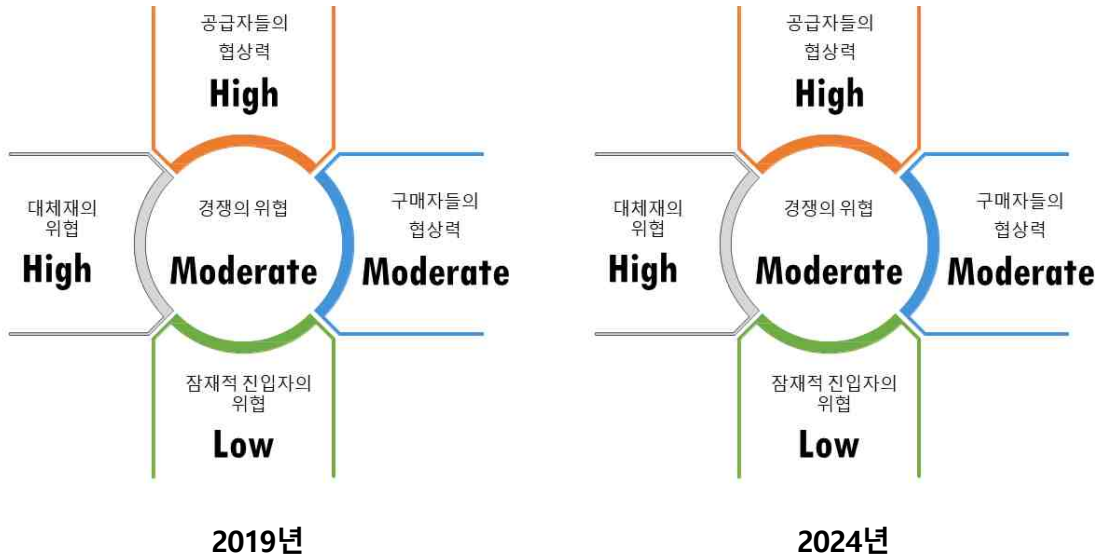 공급자들의
협상력
High
대체재의
위협
High
경쟁의 위협
Moderate
구매자들의
협상력
Moderate
잠재적 진입자의
위협
Low
2019년
공급자들의
협상력
High
대체재의
위협
High
경쟁의 위협
Moderate
구매자들의
협상력
Moderate
잠재적 진입자의
위협
Low
2024년